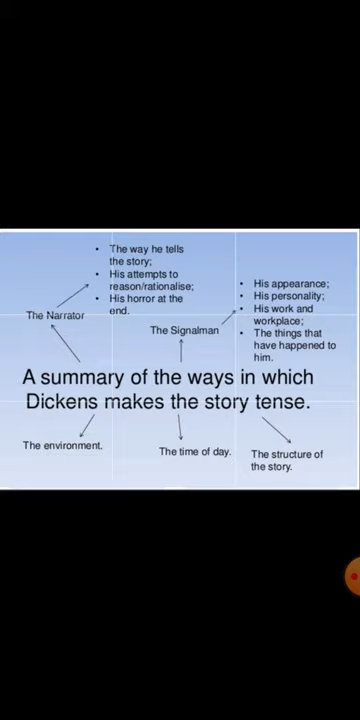 • The way he tells
the story;
• His attempts to
reason/rationalise;
• His horror at the
end.
The Narrator
• His appearance;
• His personality;
• His work and
workplace;
• The things that
have happened to
him.
The Signalman
A summary of the ways in which
Dickens makes the story tense.
The environment.
The time of day.
The structure of
the story.